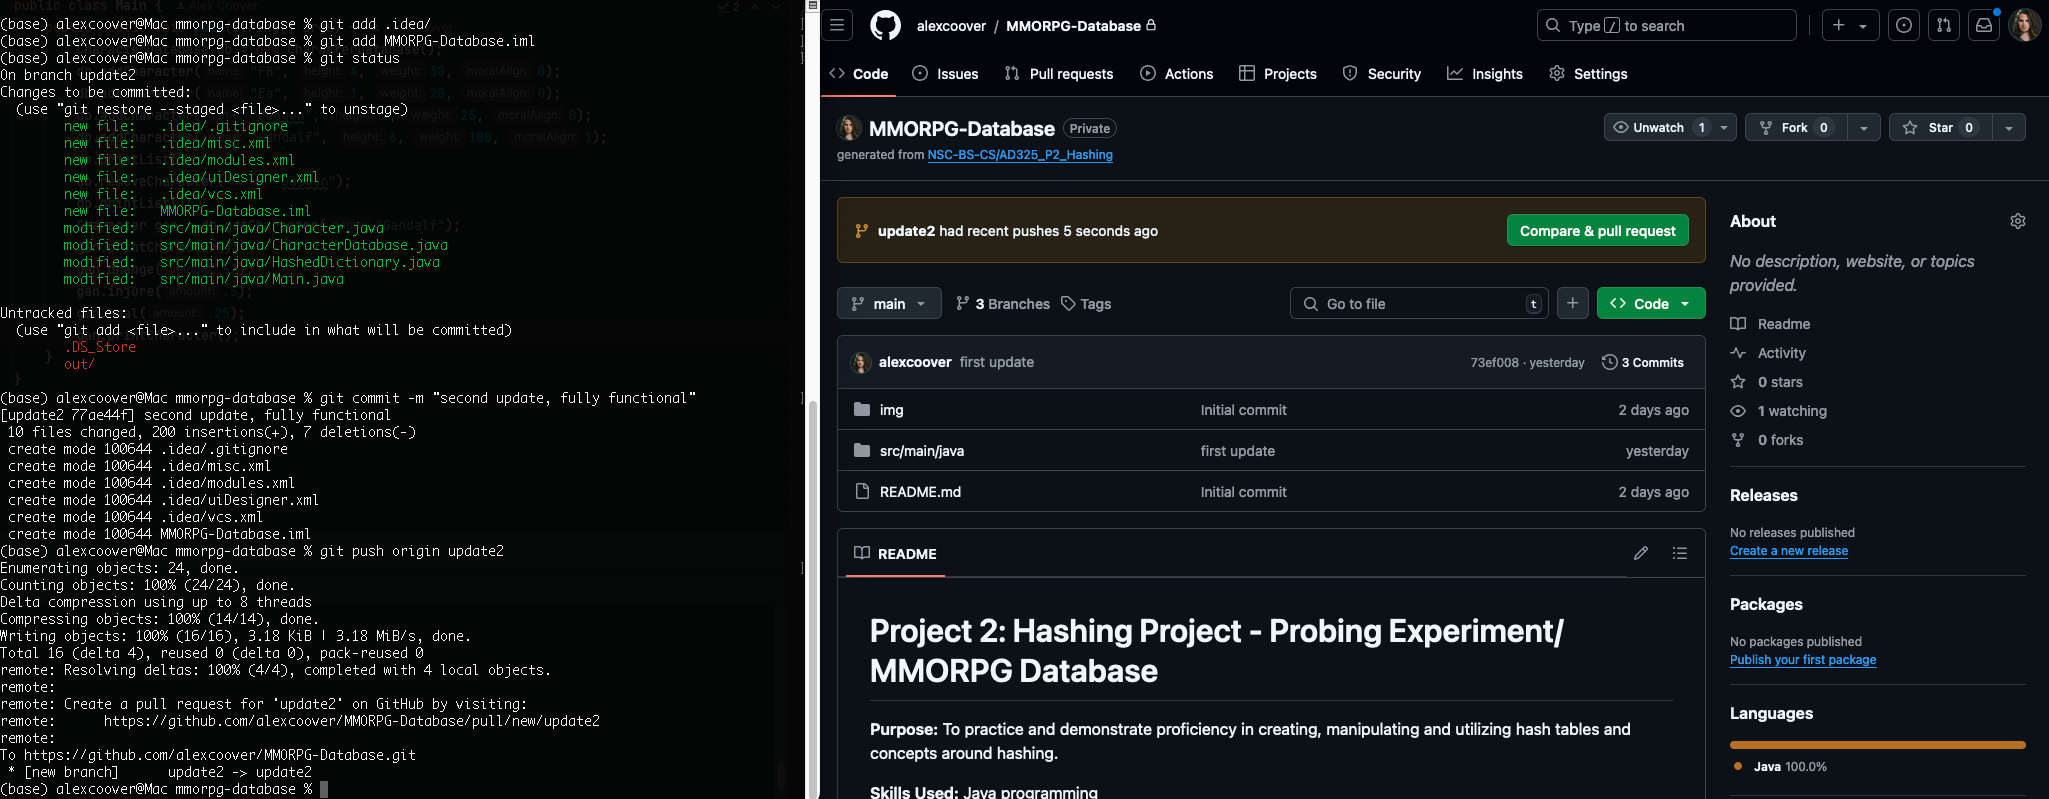 (base) alexcoover@Mac mmorpg-database % git add .idea/
(base) alexcoover@Mac mmorpg-database % git add MMORPG-Database.iml
(base) alexcoover@Mac mmorpg-database % git status
On branch update2
Changes to be committed:
  (use "git restore --staged <file>..." to unstage)
        new file:   .idea/.gitignore
        new file:   .idea/misc.xml
        new file:   .idea/modules.xml
        new file:   .idea/uiDesigner.xml
        new file:   .idea/vcs.xml
        new file:   MMORPG-Database.iml
        modified:   src/main/java/Character.java
        modified:   src/main/java/CharacterDatabase.java
        modified:   src/main/java/HashedDictionary.java
        modified:   src/main/java/Main.java
Untracked files:
  (use "git add <file>..." to include in what will be committed)
        .DS_Store
        out/
(base) alexcoover@Mac mmorpg-database % git commit -m "second update, fully functional"
[update2 77ae44f] second update, fully functional
 10 files changed, 200 insertions(+), 7 deletions(-)
 create mode 100644 .idea/.gitignore
 create mode 100644 .idea/misc.xml
 create mode 100644 .idea/modules.xml
 create mode 100644 .idea/uiDesigner.xml
 create mode 100644 .idea/vcs.xml
 create mode 100644 MMORPG-Database.iml
(base) alexcoover@Mac mmorpg-database % git push origin update2
Enumerating objects: 24, done.
Counting objects: 100% (24/24), done.
Delta compression using up to 8 threads
Compressing objects: 100% (14/14), done.
Writing objects: 100% (16/16), 3.18 KiB | 3.18 MiB/s, done.
Total 16 (delta 4), reused 0 (delta 0), pack-reused 0
remote: Resolving deltas: 100% (4/4), completed with 4 local objects.
remote:
remote: Create a pull request for 'update2' on GitHub by visiting:
remote:      https://github.com/alexcoover/MMORPG-Database/pull/new/update2
remote:
To https://github.com/alexcoover/MMORPG-Database.git
 * [new branch]      update2 -> update2
(base) alexcoover@Mac mmorpg-database %
alexcoover / MMORPG-Database
Type / to search
Code Issues Pull requests Actions Projects Security Insights Settings
MMORPG-Database Private
Unwatch 1 Fork 0 Star 0
generated from NSC-BS-CS/AD325_P2_Hashing
update2 had recent pushes 5 seconds ago
Compare & pull request
main 3 Branches Tags
Go to file t
Code
alexcoover first update 73ef008 · yesterday 3 Commits
img Initial commit 2 days ago
src/main/java first update yesterday
README.md Initial commit 2 days ago
README
Project 2: Hashing Project - Probing Experiment/
MMORPG Database
Purpose: To practice and demonstrate proficiency in creating, manipulating and utilizing hash tables and
concepts around hashing.
Skills Used: Java programming
About
No description, website, or topics
provided.
Readme
Activity
0 stars
1 watching
0 forks
Releases
No releases published
Create a new release
Packages
No packages published
Publish your first package
Languages
Java 100.0%